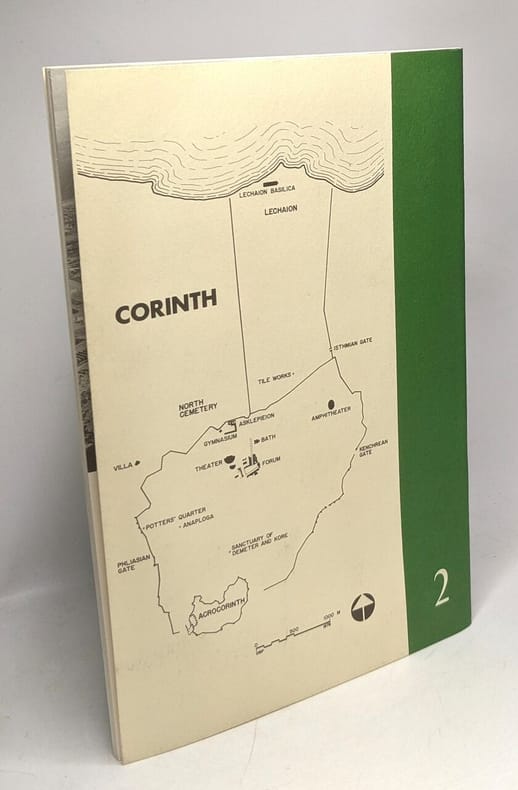 LECHAION BASILICA
LECHAION
CORINTH
ISTHMIAN GATE
TILE WORKS
NORTH
CEMETERY
ASKLEPIEION
AMPHITHEATER
GYMNASIUM
BATH
KENCHREAN
GATE
VILLA
THEATER
FORUM
POTTERS' QUARTER
ANAPLOGA
SANCTUARY OF
DEMETER AND KORE
PHLIASIAN
GATE
ACROCORINTH
0 500 1000 M
2